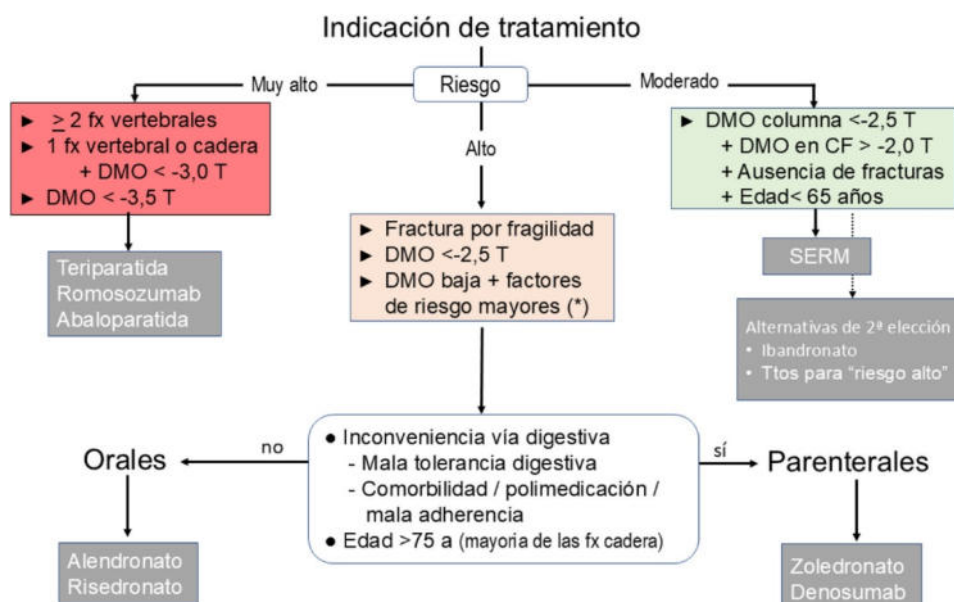 Indicación de tratamiento
Muy alto
Riesgo
Moderado
► ≥ 2 fx vertebrales
► 1 fx vertebral o cadera
+ DMO < -3,0 T
► DMO < -3,5 T
Alto
► DMO columna <-2,5 T
+ DMO en CF > -2,0 T
+ Ausencia de fracturas
+ Edad< 65 años
► Fractura por fragilidad
► DMO <-2,5 T
► DMO baja + factores
de riesgo mayores (*)
Teriparatida
Romosozumab
Abaloparatida
SERM
Alternativas de 2ª elección
• Ibandronato
• Ttos para “riesgo alto”
● Inconveniencia vía digestiva
- Mala tolerancia digestiva
- Comorbilidad / polimedicación /
mala adherencia
● Edad >75 a (mayoria de las fx cadera)
no
sí
Orales
Parenterales
Alendronato
Risedronato
Zoledronato
Denosumab